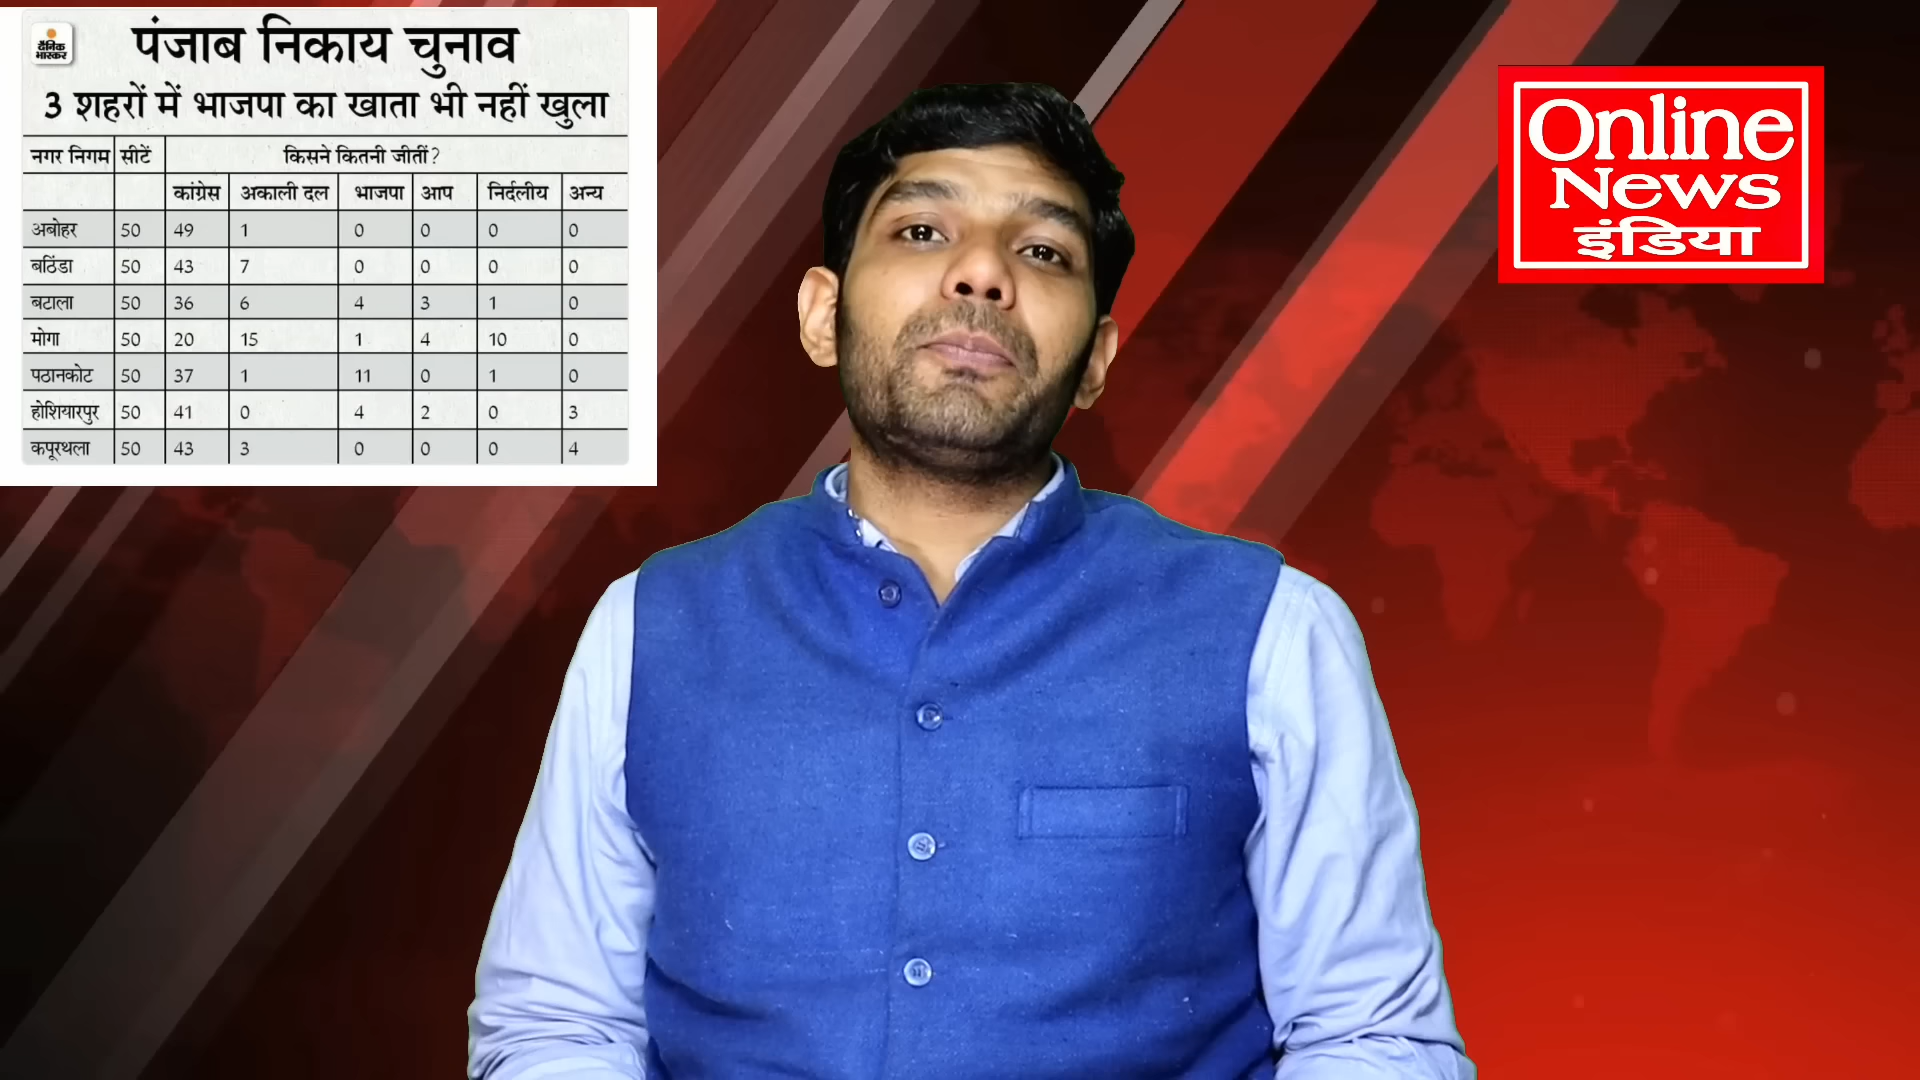 दैनिक
भास्कर
पंजाब निकाय चुनाव
3 शहरों में भाजपा का खाता भी नहीं खुला
नगर निगम सीटें किसने कितनी जीतीं?
कांग्रेस अकाली दल भाजपा आप निर्दलीय अन्य
अबोहर 50 49 1 0 0 0 0
बठिंडा 50 43 7 0 0 0 0
बटाला 50 36 6 4 3 1 0
मोगा 50 20 15 1 4 10 0
पठानकोट 50 37 1 11 0 1 0
होशियारपुर 50 41 0 4 2 0 3
कपूरथला 50 43 3 0 0 0 4
Online
News
इंडिया